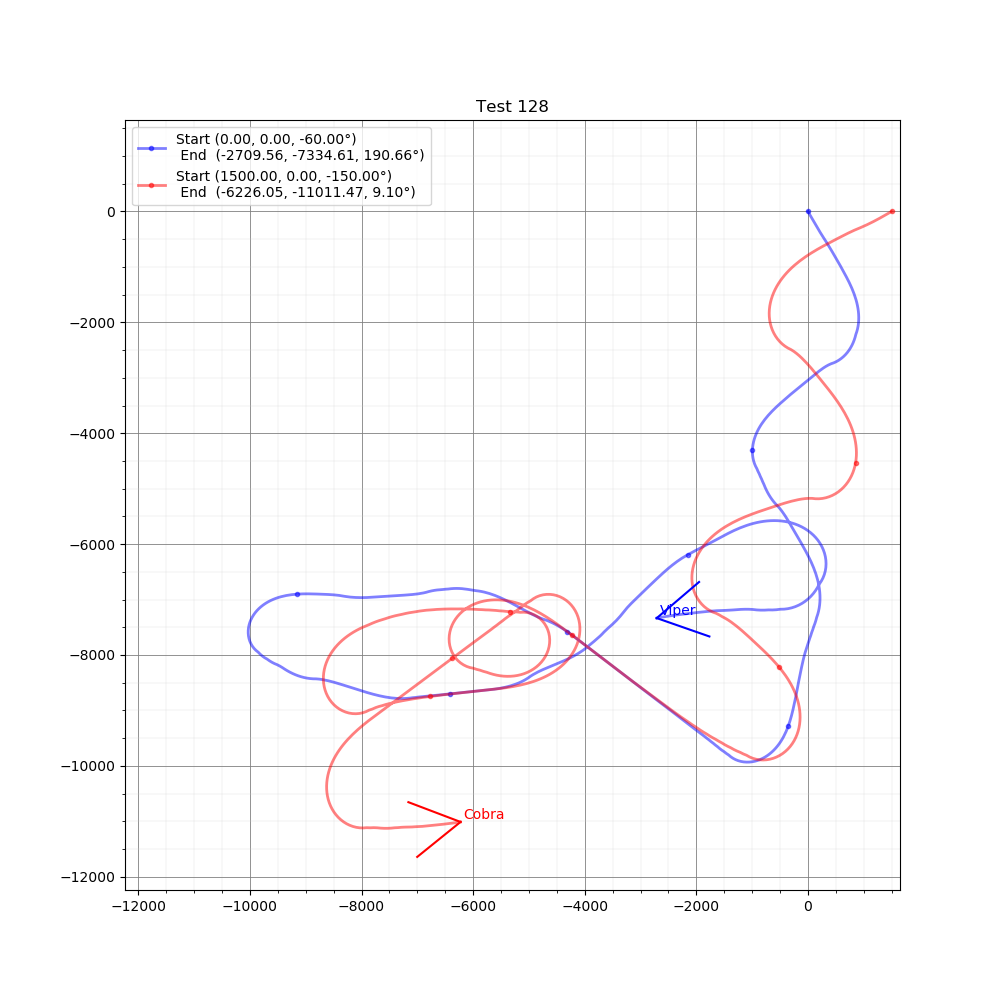 Test 128
Start (0.00, 0.00, -60.00°)
End (-2709.56, -7334.61, 190.66°)
Start (1500.00, 0.00, -150.00°)
End (-6226.05, -11011.47, 9.10°)
0
−2000
−4000
−6000
−8000
−10000
−12000
Viper
Cobra
−12000 −10000 −8000 −6000 −4000 −2000 0